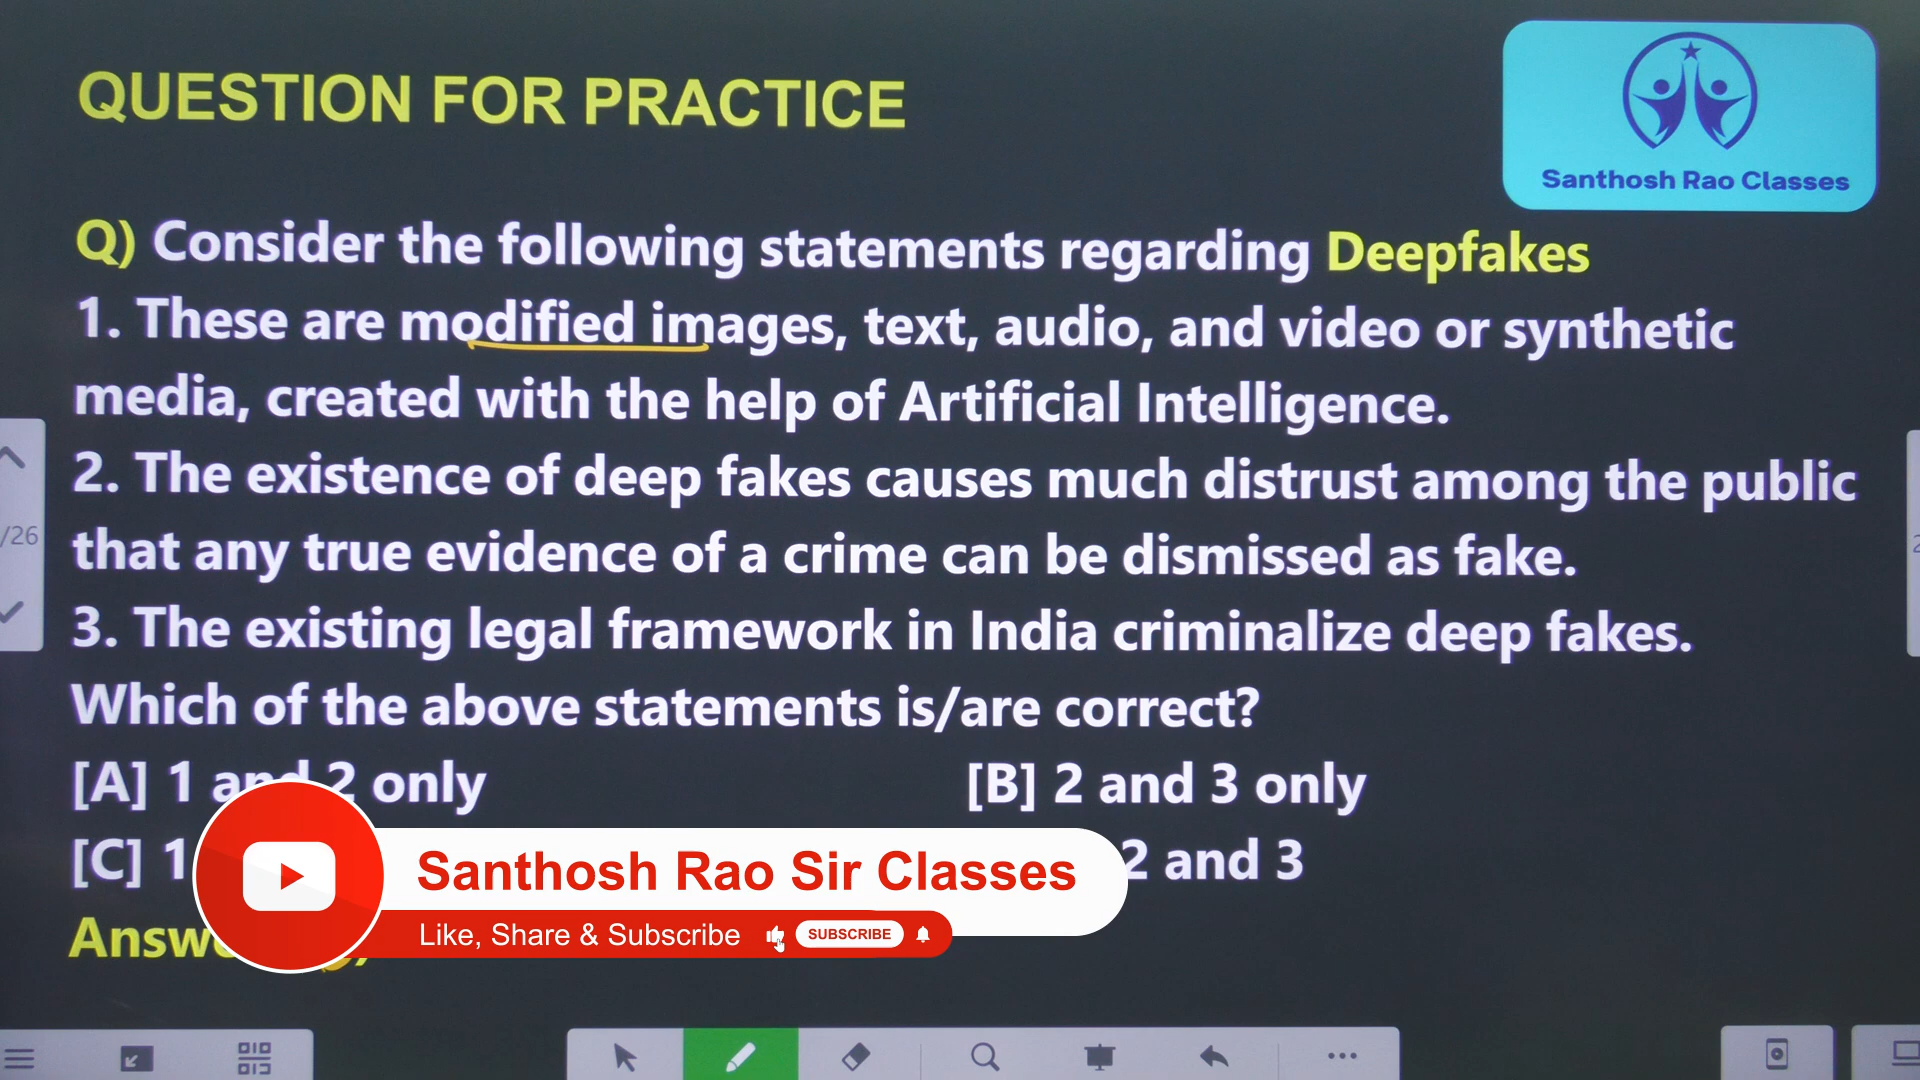 QUESTION FOR PRACTICE
Santhosh Rao Classes
Q) Consider the following statements regarding Deepfakes
1. These are modified images, text, audio, and video or synthetic
media, created with the help of Artificial Intelligence.
2. The existence of deep fakes causes much distrust among the public
that any true evidence of a crime can be dismissed as fake.
/26
3. The existing legal framework in India criminalize deep fakes.
Which of the above statements is/are correct?
[A] 1 and 2 only
[B] 2 and 3 only
[C] 1
2 and 3
Santhosh Rao Sir Classes
Like, Share & Subscribe
SUBSCRIBE